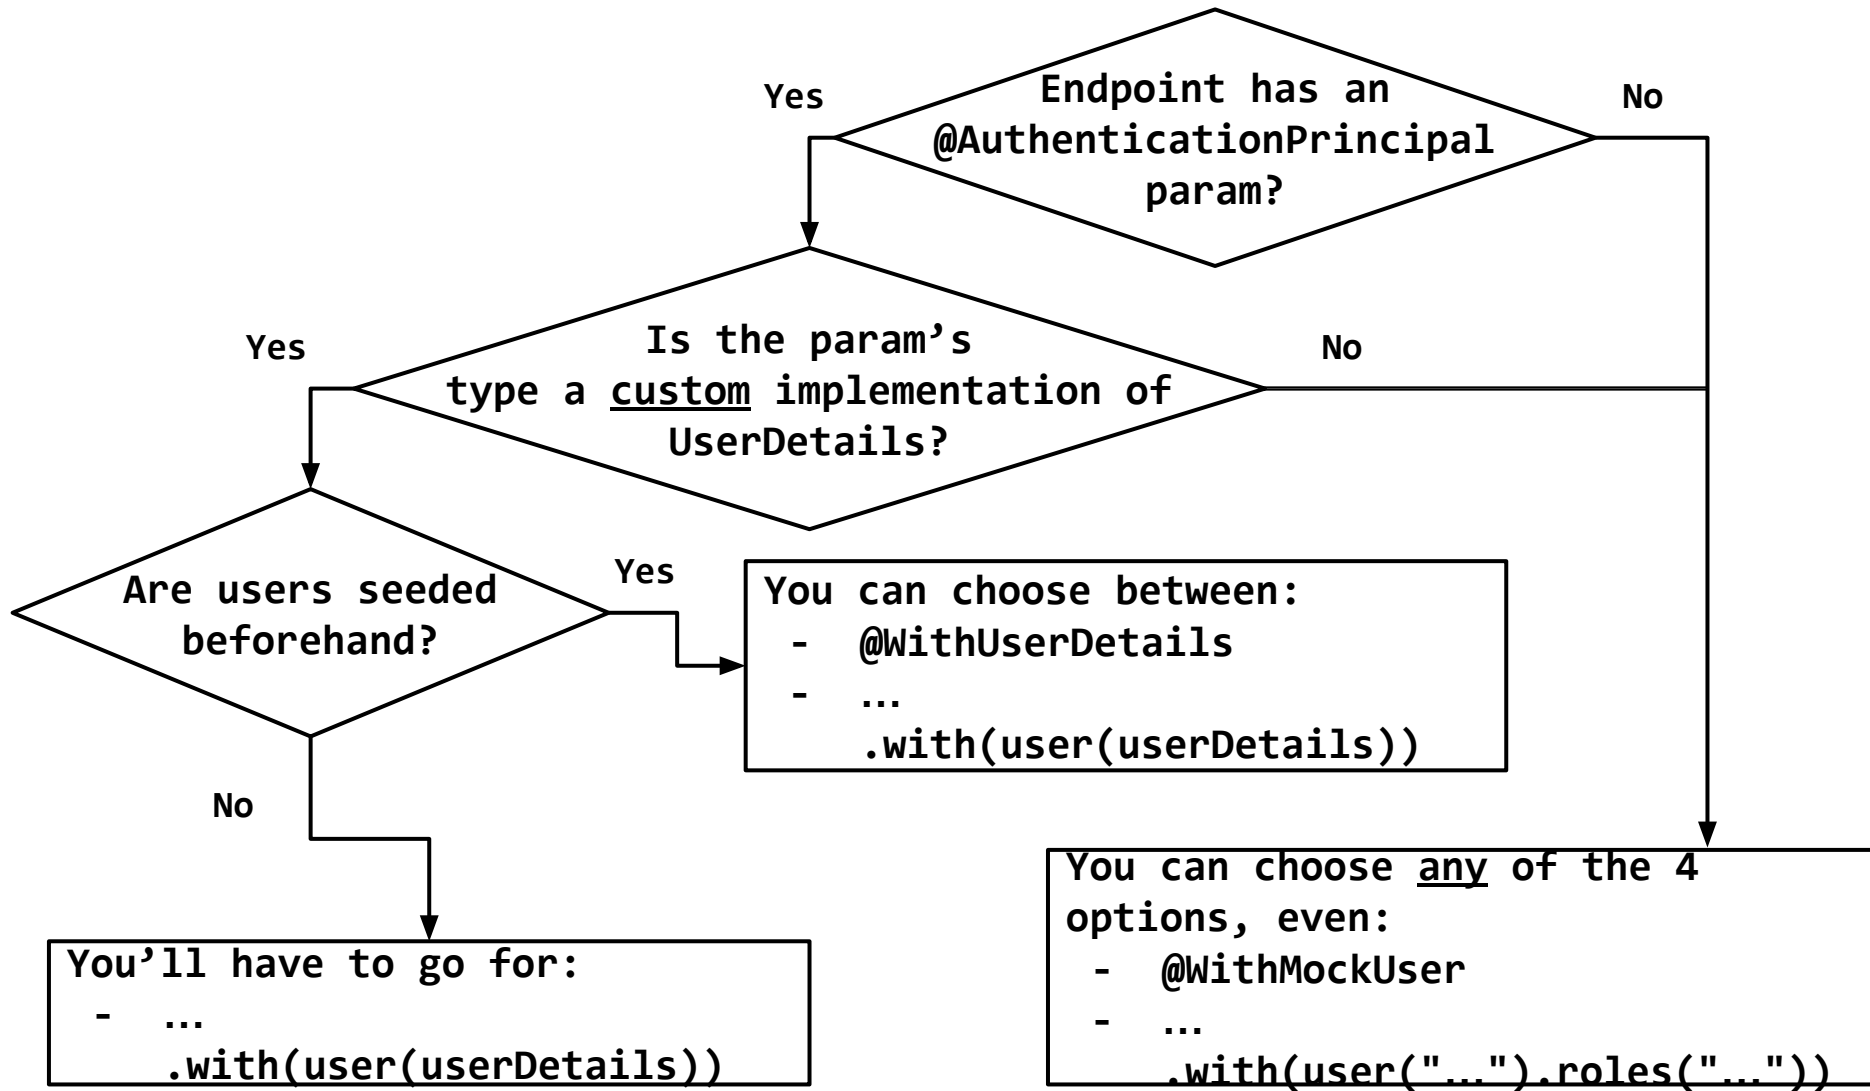 Yes
Endpoint has an
@AuthenticationPrincipal
param?
No
Yes
Is the param’s
type a custom implementation of
UserDetails?
No
Are users seeded
beforehand?
Yes
You can choose between:
- @WithUserDetails
- …
.with(user(userDetails))
No
You’ll have to go for:
- …
.with(user(userDetails))
You can choose any of the 4
options, even:
- @WithMockUser
- …
.with(user("…").roles("…"))